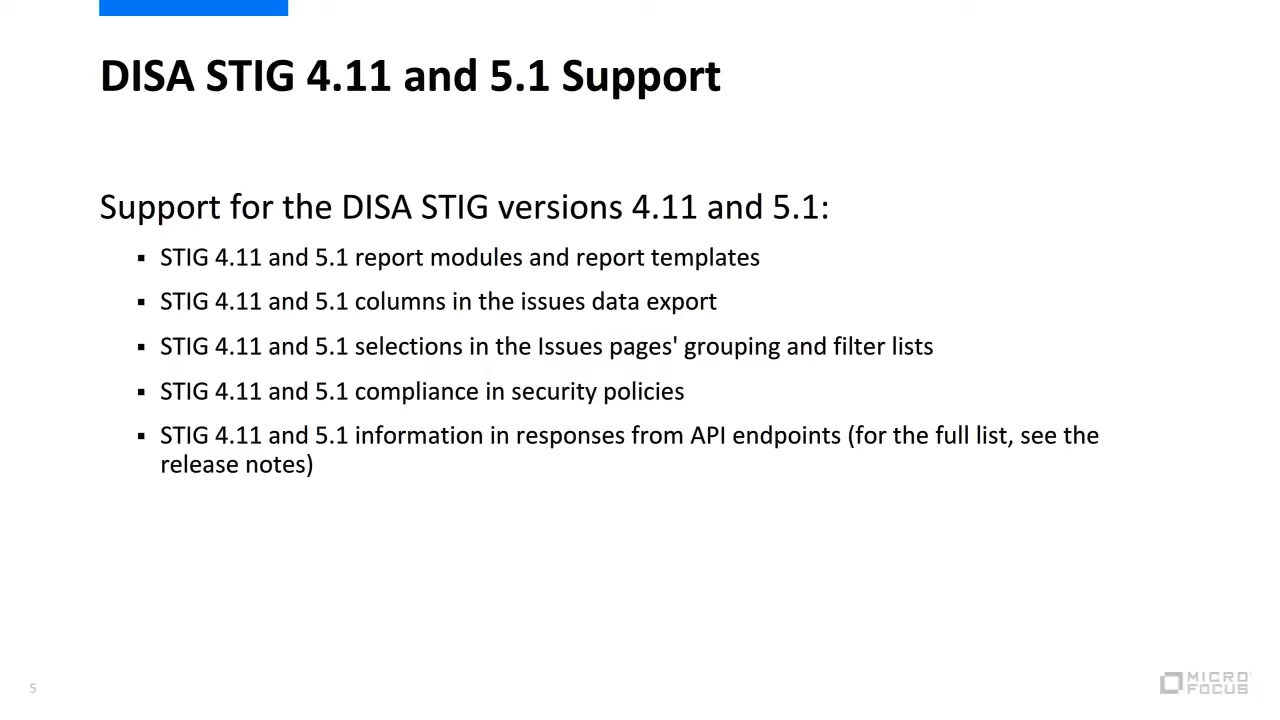 DISA STIG 4.11 and 5.1 Support
Support for the DISA STIG versions 4.11 and 5.1:
▪ STIG 4.11 and 5.1 report modules and report templates
▪ STIG 4.11 and 5.1 columns in the issues data export
▪ STIG 4.11 and 5.1 selections in the Issues pages' grouping and filter lists
▪ STIG 4.11 and 5.1 compliance in security policies
▪ STIG 4.11 and 5.1 information in responses from API endpoints (for the full list, see the
release notes)
5
MICRO
FOCUS